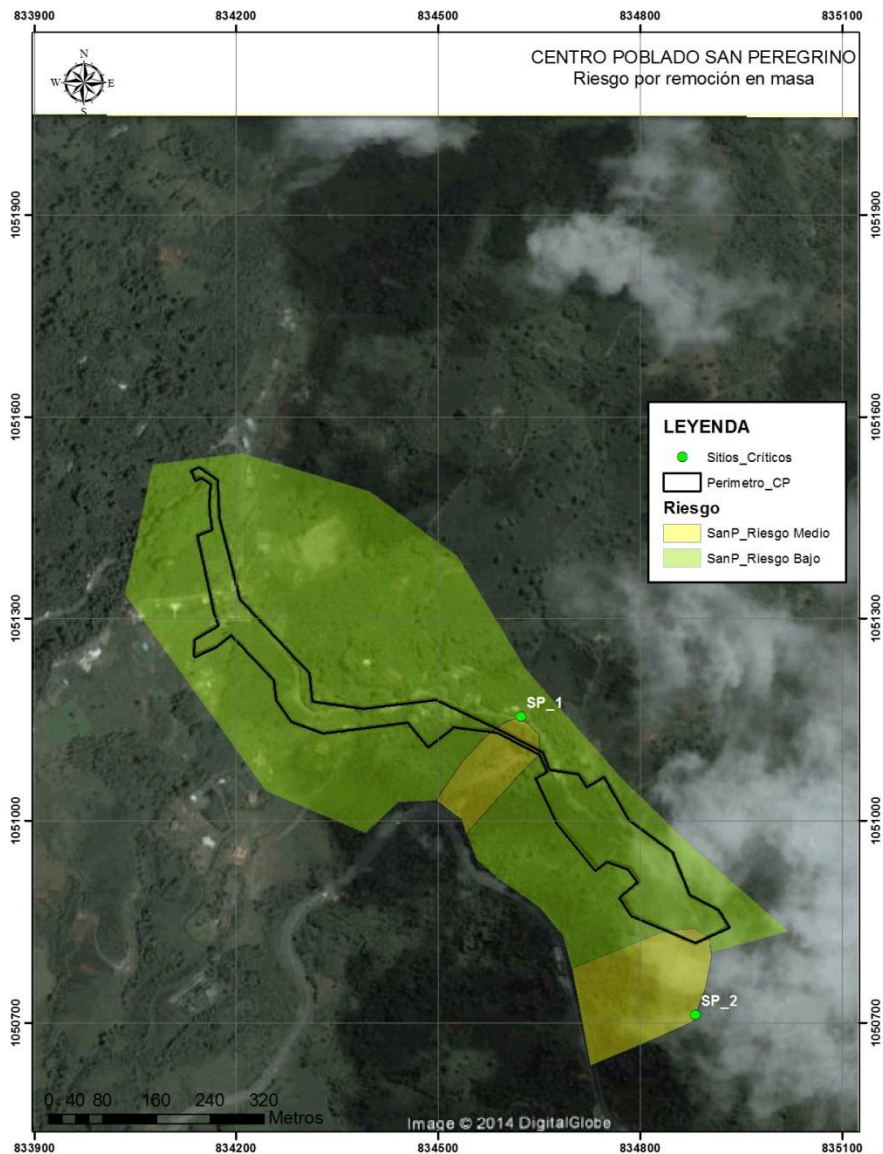 833900 834200 834500 834800 835100
CENTRO POBLADO SAN PEREGRINO
Riesgo por remoción en masa
N
W E
S
1051900 1051900
1051600 1051600
LEYENDA
Sitios_Críticos
Perimetro_CP
Riesgo
SanP_Riesgo Medio
SanP_Riesgo Bajo
1051300 1051300
SP_1
1051000 1051000
SP_2
1050700 1050700
0 40 80 160 240 320
Metros
Image © 2014 DigitalGlobe
833900 834200 834500 834800 835100